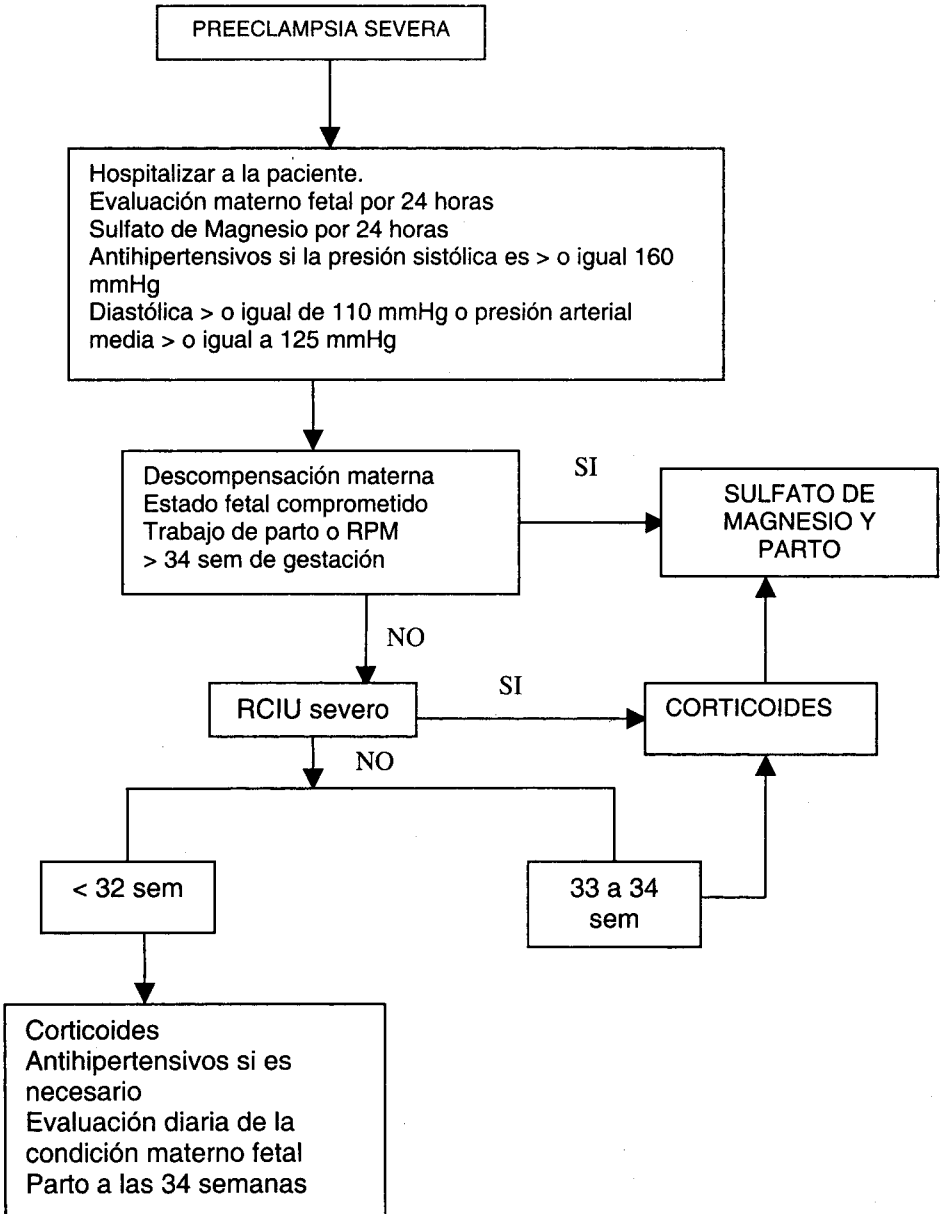 PREECLAMPSIA SEVERA
Hospitalizar a la paciente.
Evaluación materno fetal por 24 horas
Sulfato de Magnesio por 24 horas
Antihipertensivos si la presión sistólica es > o igual 160
mmHg
Diastólica > o igual de 110 mmHg o presión arterial
media > o igual a 125 mmHg
Descompensación materna
Estado fetal comprometido
Trabajo de parto o RPM
> 34 sem de gestación
SI
SULFATO DE
MAGNESIO Y
PARTO
NO
RCIU severo
SI
CORTICOIDES
NO
< 32 sem
33 a 34
sem
Corticoides
Antihipertensivos si es
necesario
Evaluación diaria de la
condición materno fetal
Parto a las 34 semanas